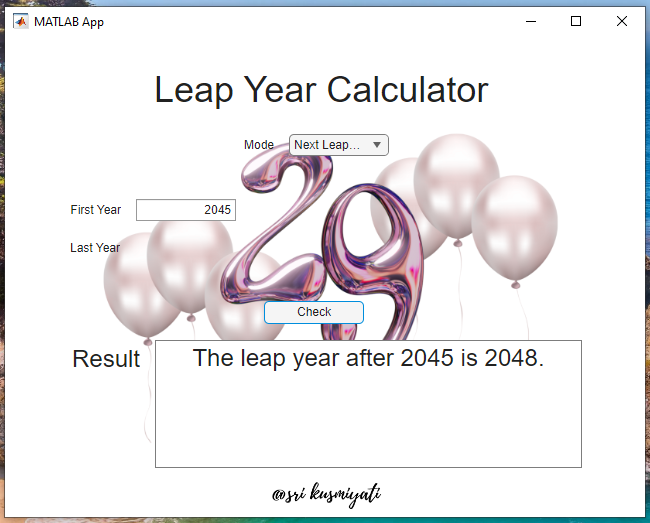 MATLAB App
Leap Year Calculator
Mode Next Leap...
First Year 2045
Last Year
29
Check
Result The leap year after 2045 is 2048.
@sri kusmiyati